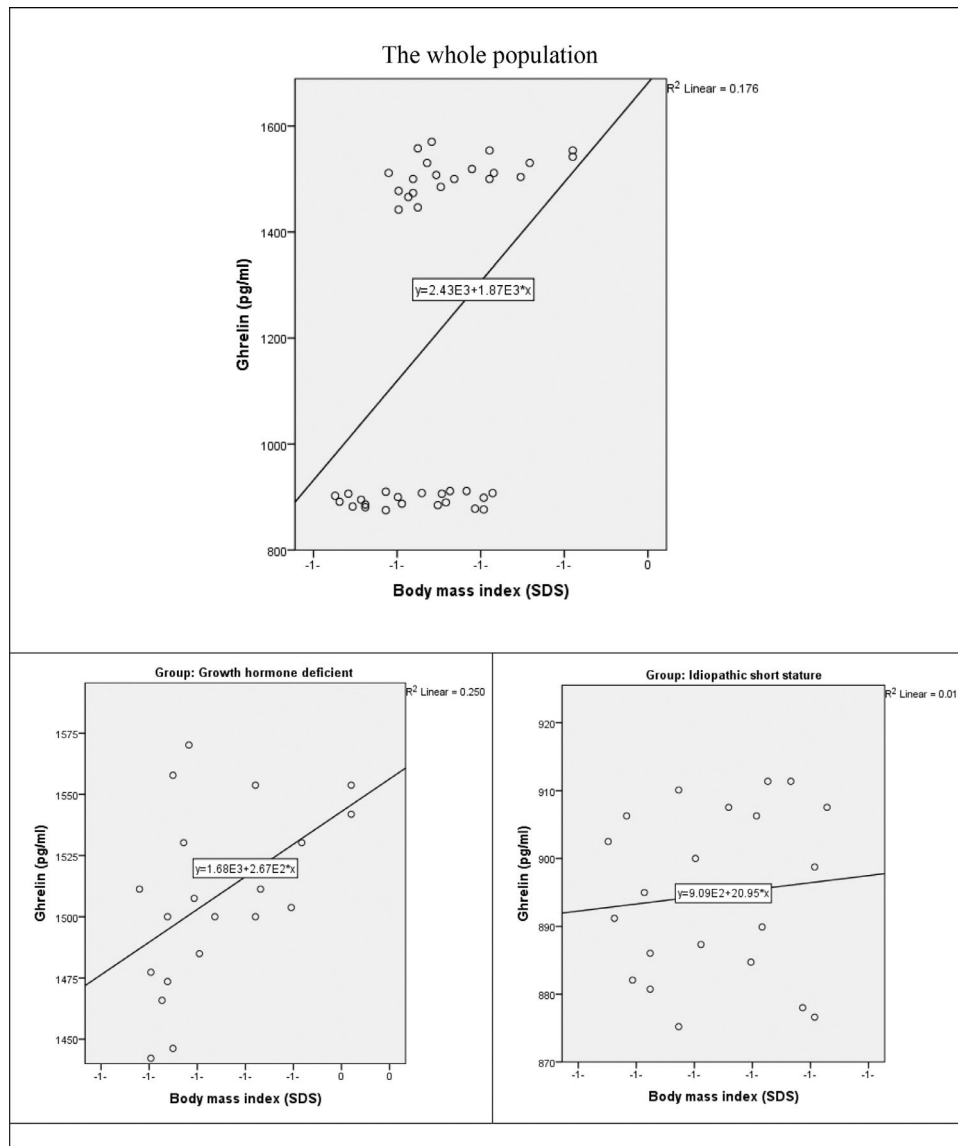 The whole population
R2 Linear = 0.176
1600
1400
1200
1000
800
Ghrelin (pg/ml)
y=2.43E3+1.87E3*x
-1- -1- -1- -1- 0
Body mass index (SDS)
Group: Growth hormone deficient
R2 Linear = 0.250
1575
1550
1525
1500
1475
1450
Ghrelin (pg/ml)
y=1.68E3+2.67E2*x
-1- -1- -1- -1- -1- 0 0
Body mass index (SDS)
Group: Idiopathic short stature
R2 Linear = 0.01
920
910
900
890
880
870
Ghrelin (pg/ml)
y=9.09E2+20.95*x
-1- -1- -1- -1- -1- -1-
Body mass index (SDS)